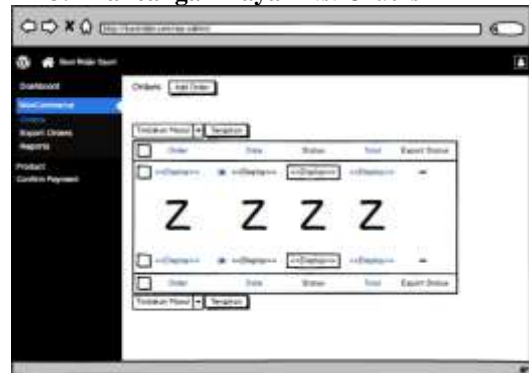 Orders Add Order
Dashboard
WooCommerce
Orders
Export Orders
Reports
Product
Confirm Payment
Tindakan Massal Terapkan
Order Date Status Total Export Status
<<Display>> <<Display>> <<Display>> <<Display>>
Z Z Z Z
<<Display>> <<Display>> <<Display>> <<Display>>
Order Date Status Total Export Status
Tindakan Massal Terapkan